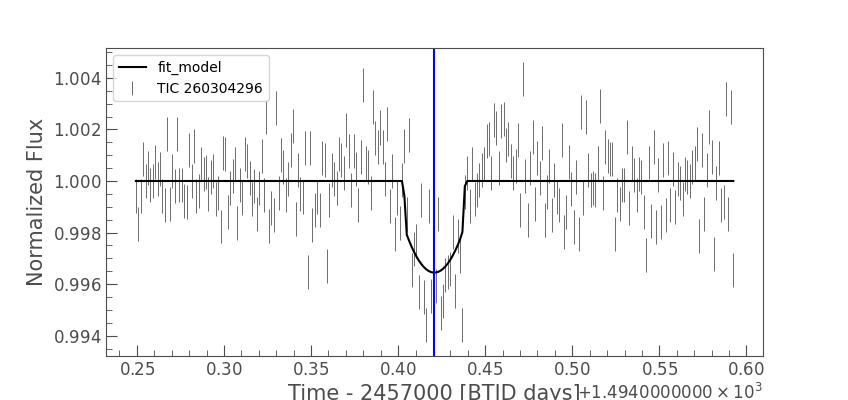 fit_model
TIC 260304296
1.004
1.002
1.000
0.998
0.996
0.994
Normalized Flux
0.25 0.30 0.35 0.40 0.45 0.50 0.55 0.60
Time - 2457000 [BTJD days]
+1.4940000000 × 10³